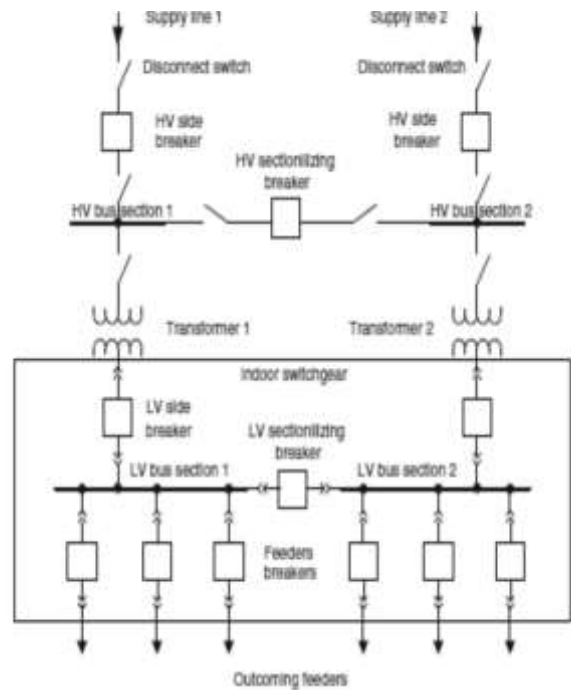 Supply line 1
Supply line 2
Disconnect switch
Disconnect switch
HV side
breaker
HV side
breaker
HV sectionilizing
breaker
HV bus section 1
HV bus section 2
Transformer 1
Transformer 2
Indoor switchgear
LV side
breaker
LV sectionilizing
breaker
LV bus section 1
LV bus section 2
Feeders
breakers
Outcoming feeders